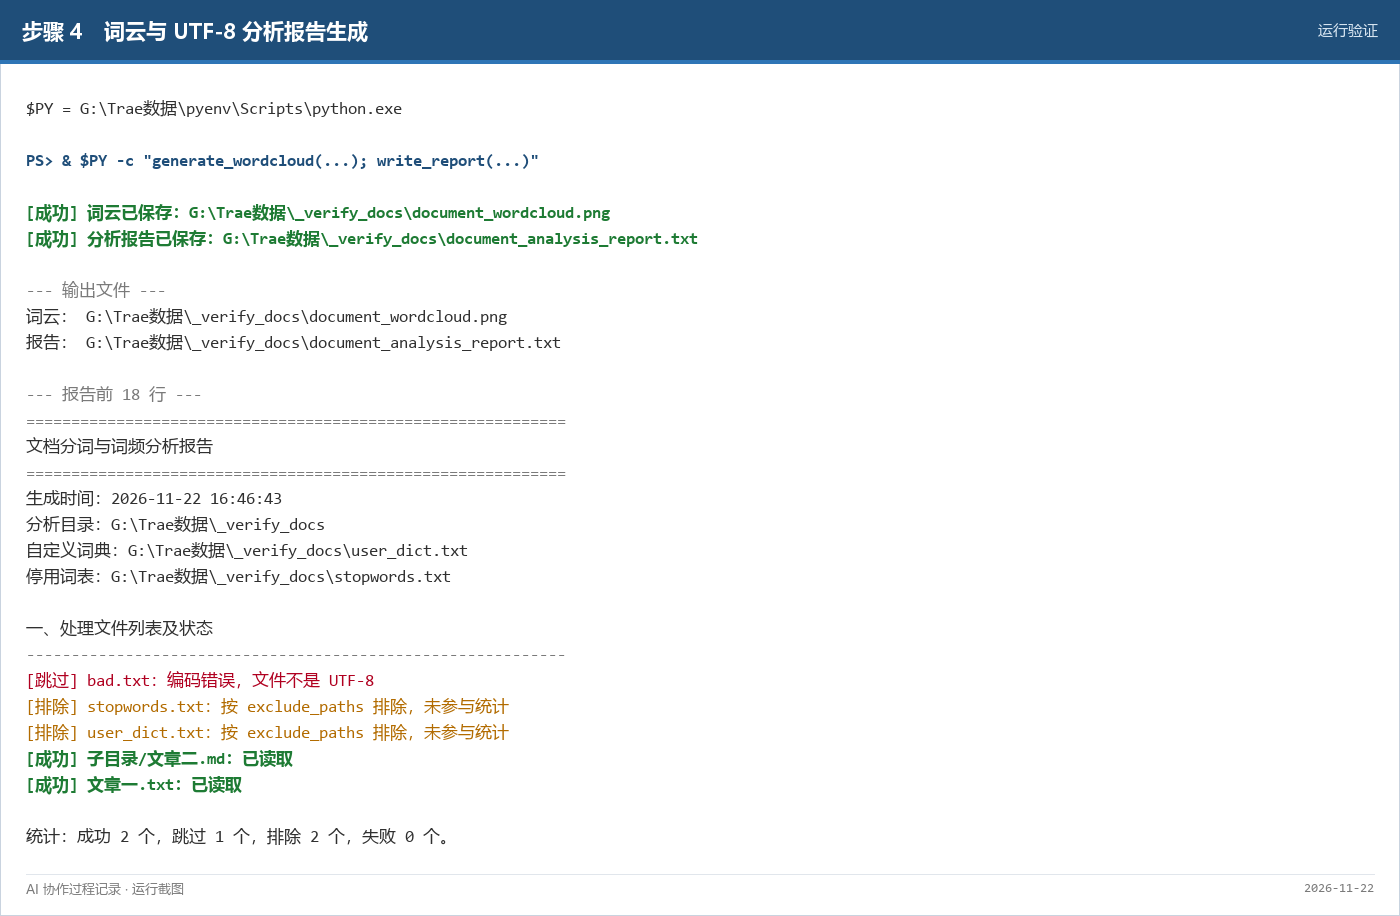 步骤 4 词云与 UTF-8 分析报告生成
运行验证
$PY = G:\Trae数据\pyenv\Scripts\python.exe
PS> & $PY -c "generate_wordcloud(...); write_report(...)"
[成功] 词云已保存：G:\Trae数据\_verify_docs\document_wordcloud.png
[成功] 分析报告已保存：G:\Trae数据\_verify_docs\document_analysis_report.txt
--- 输出文件 ---
词云： G:\Trae数据\_verify_docs\document_wordcloud.png
报告： G:\Trae数据\_verify_docs\document_analysis_report.txt
--- 报告前 18 行 ---
============================================================
文档分词与词频分析报告
============================================================
生成时间：2026-11-22 16:46:43
分析目录：G:\Trae数据\_verify_docs
自定义词典：G:\Trae数据\_verify_docs\user_dict.txt
停用词表：G:\Trae数据\_verify_docs\stopwords.txt
一、处理文件列表及状态
------------------------------------------------------------
[跳过] bad.txt：编码错误，文件不是 UTF-8
[排除] stopwords.txt：按 exclude_paths 排除，未参与统计
[排除] user_dict.txt：按 exclude_paths 排除，未参与统计
[成功] 子目录/文章二.md：已读取
[成功] 文章一.txt：已读取
统计：成功 2 个，跳过 1 个，排除 2 个，失败 0 个。
AI 协作过程记录 · 运行截图
2026-11-22